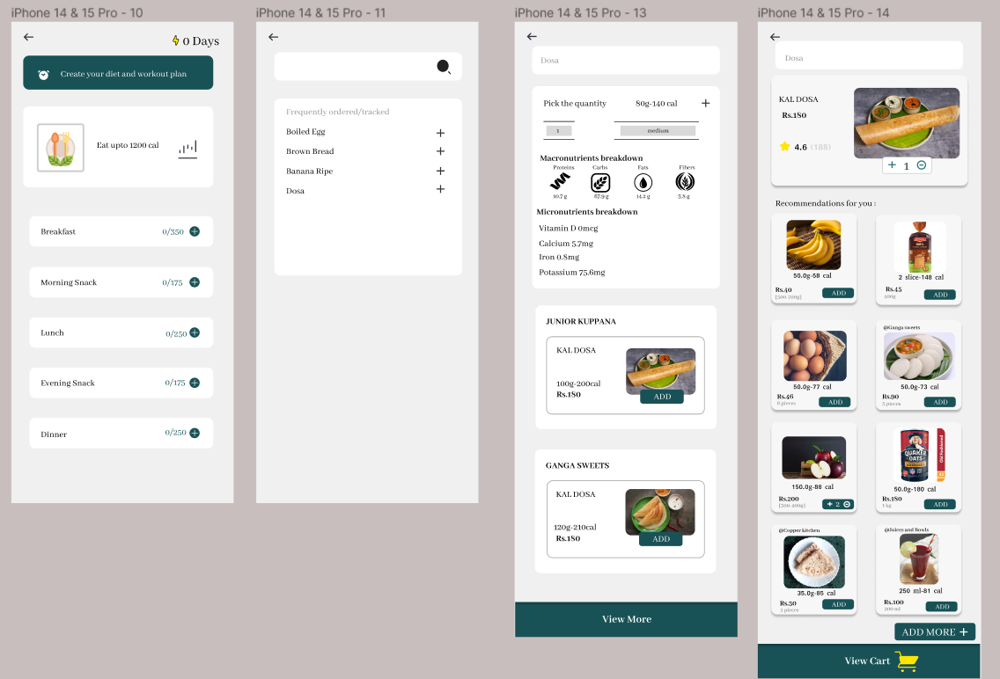 iPhone 14 & 15 Pro - 10
0 Days
Create your diet and workout plan
Eat upto 1200 cal
Breakfast 0/350
Morning Snack 0/175
Lunch 0/250
Evening Snack 0/175
Dinner 0/250
iPhone 14 & 15 Pro - 11
Frequently ordered/tracked
Boiled Egg
Brown Bread
Banana Ripe
Dosa
iPhone 14 & 15 Pro - 13
Dosa
Pick the quantity 80g-140 cal
1 medium
Macronutrients breakdown
Proteins Carbs Fats Fibers
10.7 g 67.9 g 14.2 g 3.8 g
Micronutrients breakdown
Vitamin D 0mcg
Calcium 5.7mg
Iron 0.8mg
Potassium 75.6mg
JUNIOR KUPPANA
KAL DOSA
100g-200cal
Rs.180
ADD
GANGA SWEETS
KAL DOSA
120g-210cal
Rs.180
ADD
View More
iPhone 14 & 15 Pro - 14
Dosa
KAL DOSA
Rs.180
4.6 (188)
1
Recommendations for you :
50.0g-58 cal
Rs.40
ADD
2 slice-148 cal
Rs.45
400g
ADD
50.0g-77 cal
Rs.46
6 pieces
ADD
@Ganga sweets
50.0g-73 cal
Rs.90
5 pieces
ADD
150.0g-88 cal
Rs.200
2
QUAKER
OATS
Old Fashioned
50.0g-180 cal
Rs.180
1 kg
ADD
@Copper kitchen
35.0g-85 cal
Rs.50
2 pieces
ADD
@Juices and Bowls
250 ml-81 cal
Rs.100
200 ml
ADD
ADD MORE
View Cart